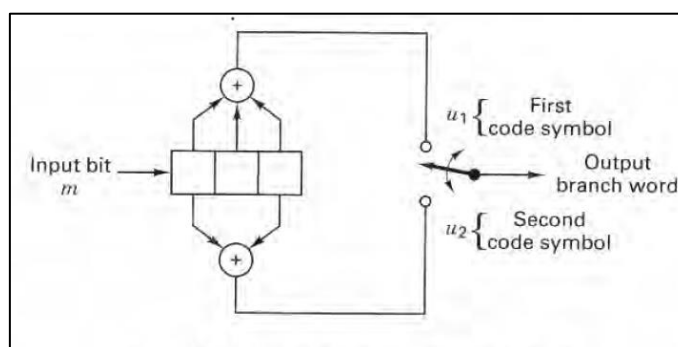 +
Input bit
m
+
u1 { First
code symbol
Output
branch word
u2 { Second
code symbol